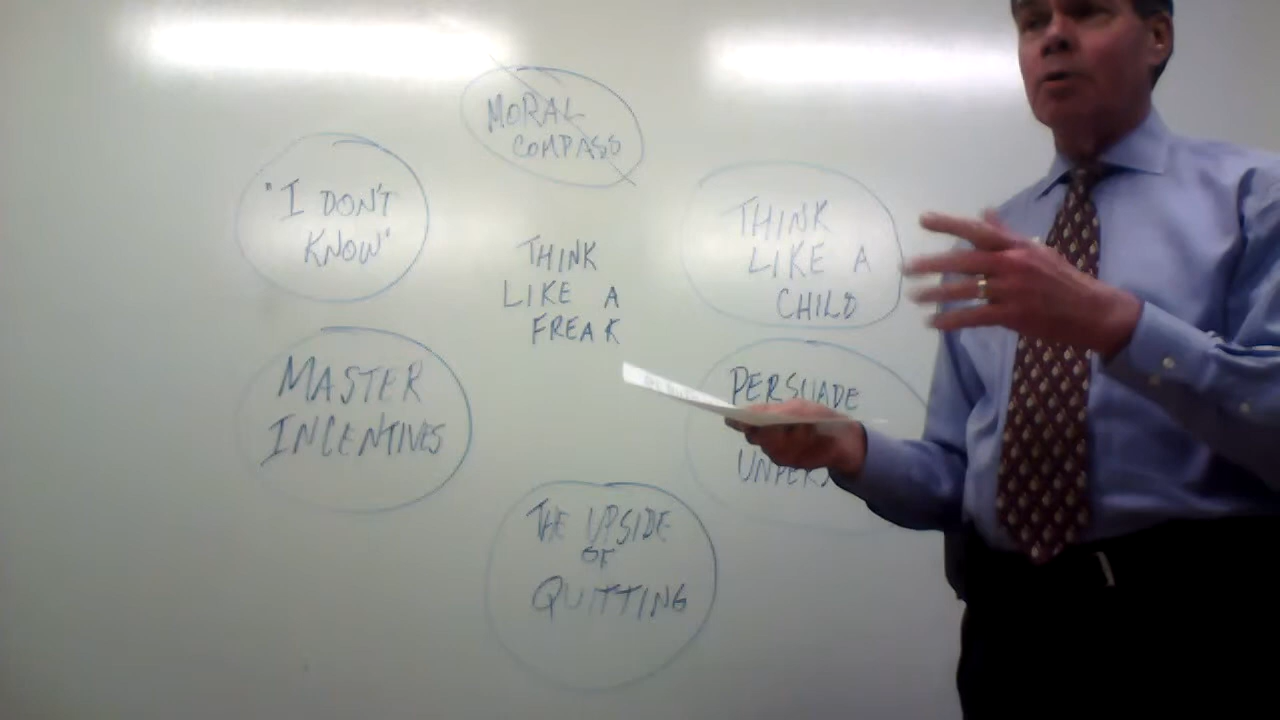 MORAL
COMPASS
"I DON'T
KNOW"
THINK
LIKE A
FREAK
THINK
LIKE A
CHILD
MASTER
INCENTIVES
PERSUADE
THE UPSIDE
OF
QUITTING